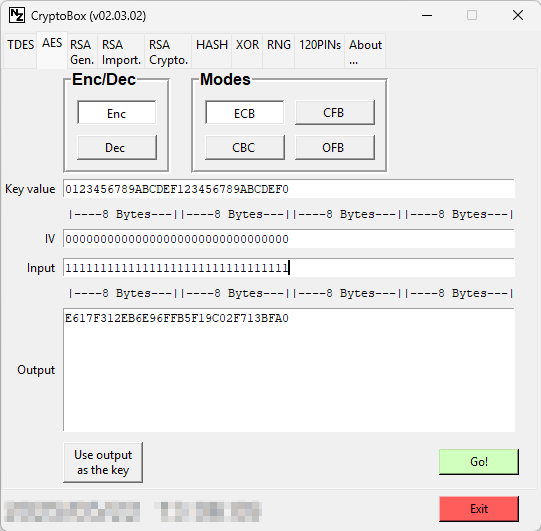 NZ CryptoBox (v02.03.02)
TDES AES RSA Gen. RSA Import. RSA Crypto. HASH XOR RNG 120PINs About ...
Enc/Dec Modes
Enc ECB CFB
Dec CBC OFB
Key value 0123456789ABCDEF123456789ABCDEF0
|----8 Bytes---||----8 Bytes---||----8 Bytes---||----8 Bytes---|
IV 00000000000000000000000000000000
Input 11111111111111111111111111111111
|----8 Bytes---||----8 Bytes---||----8 Bytes---||----8 Bytes---|
E617F312EB6E96FFB5F19C02F713BFA0
Output
Use output
as the key
Go!
Exit